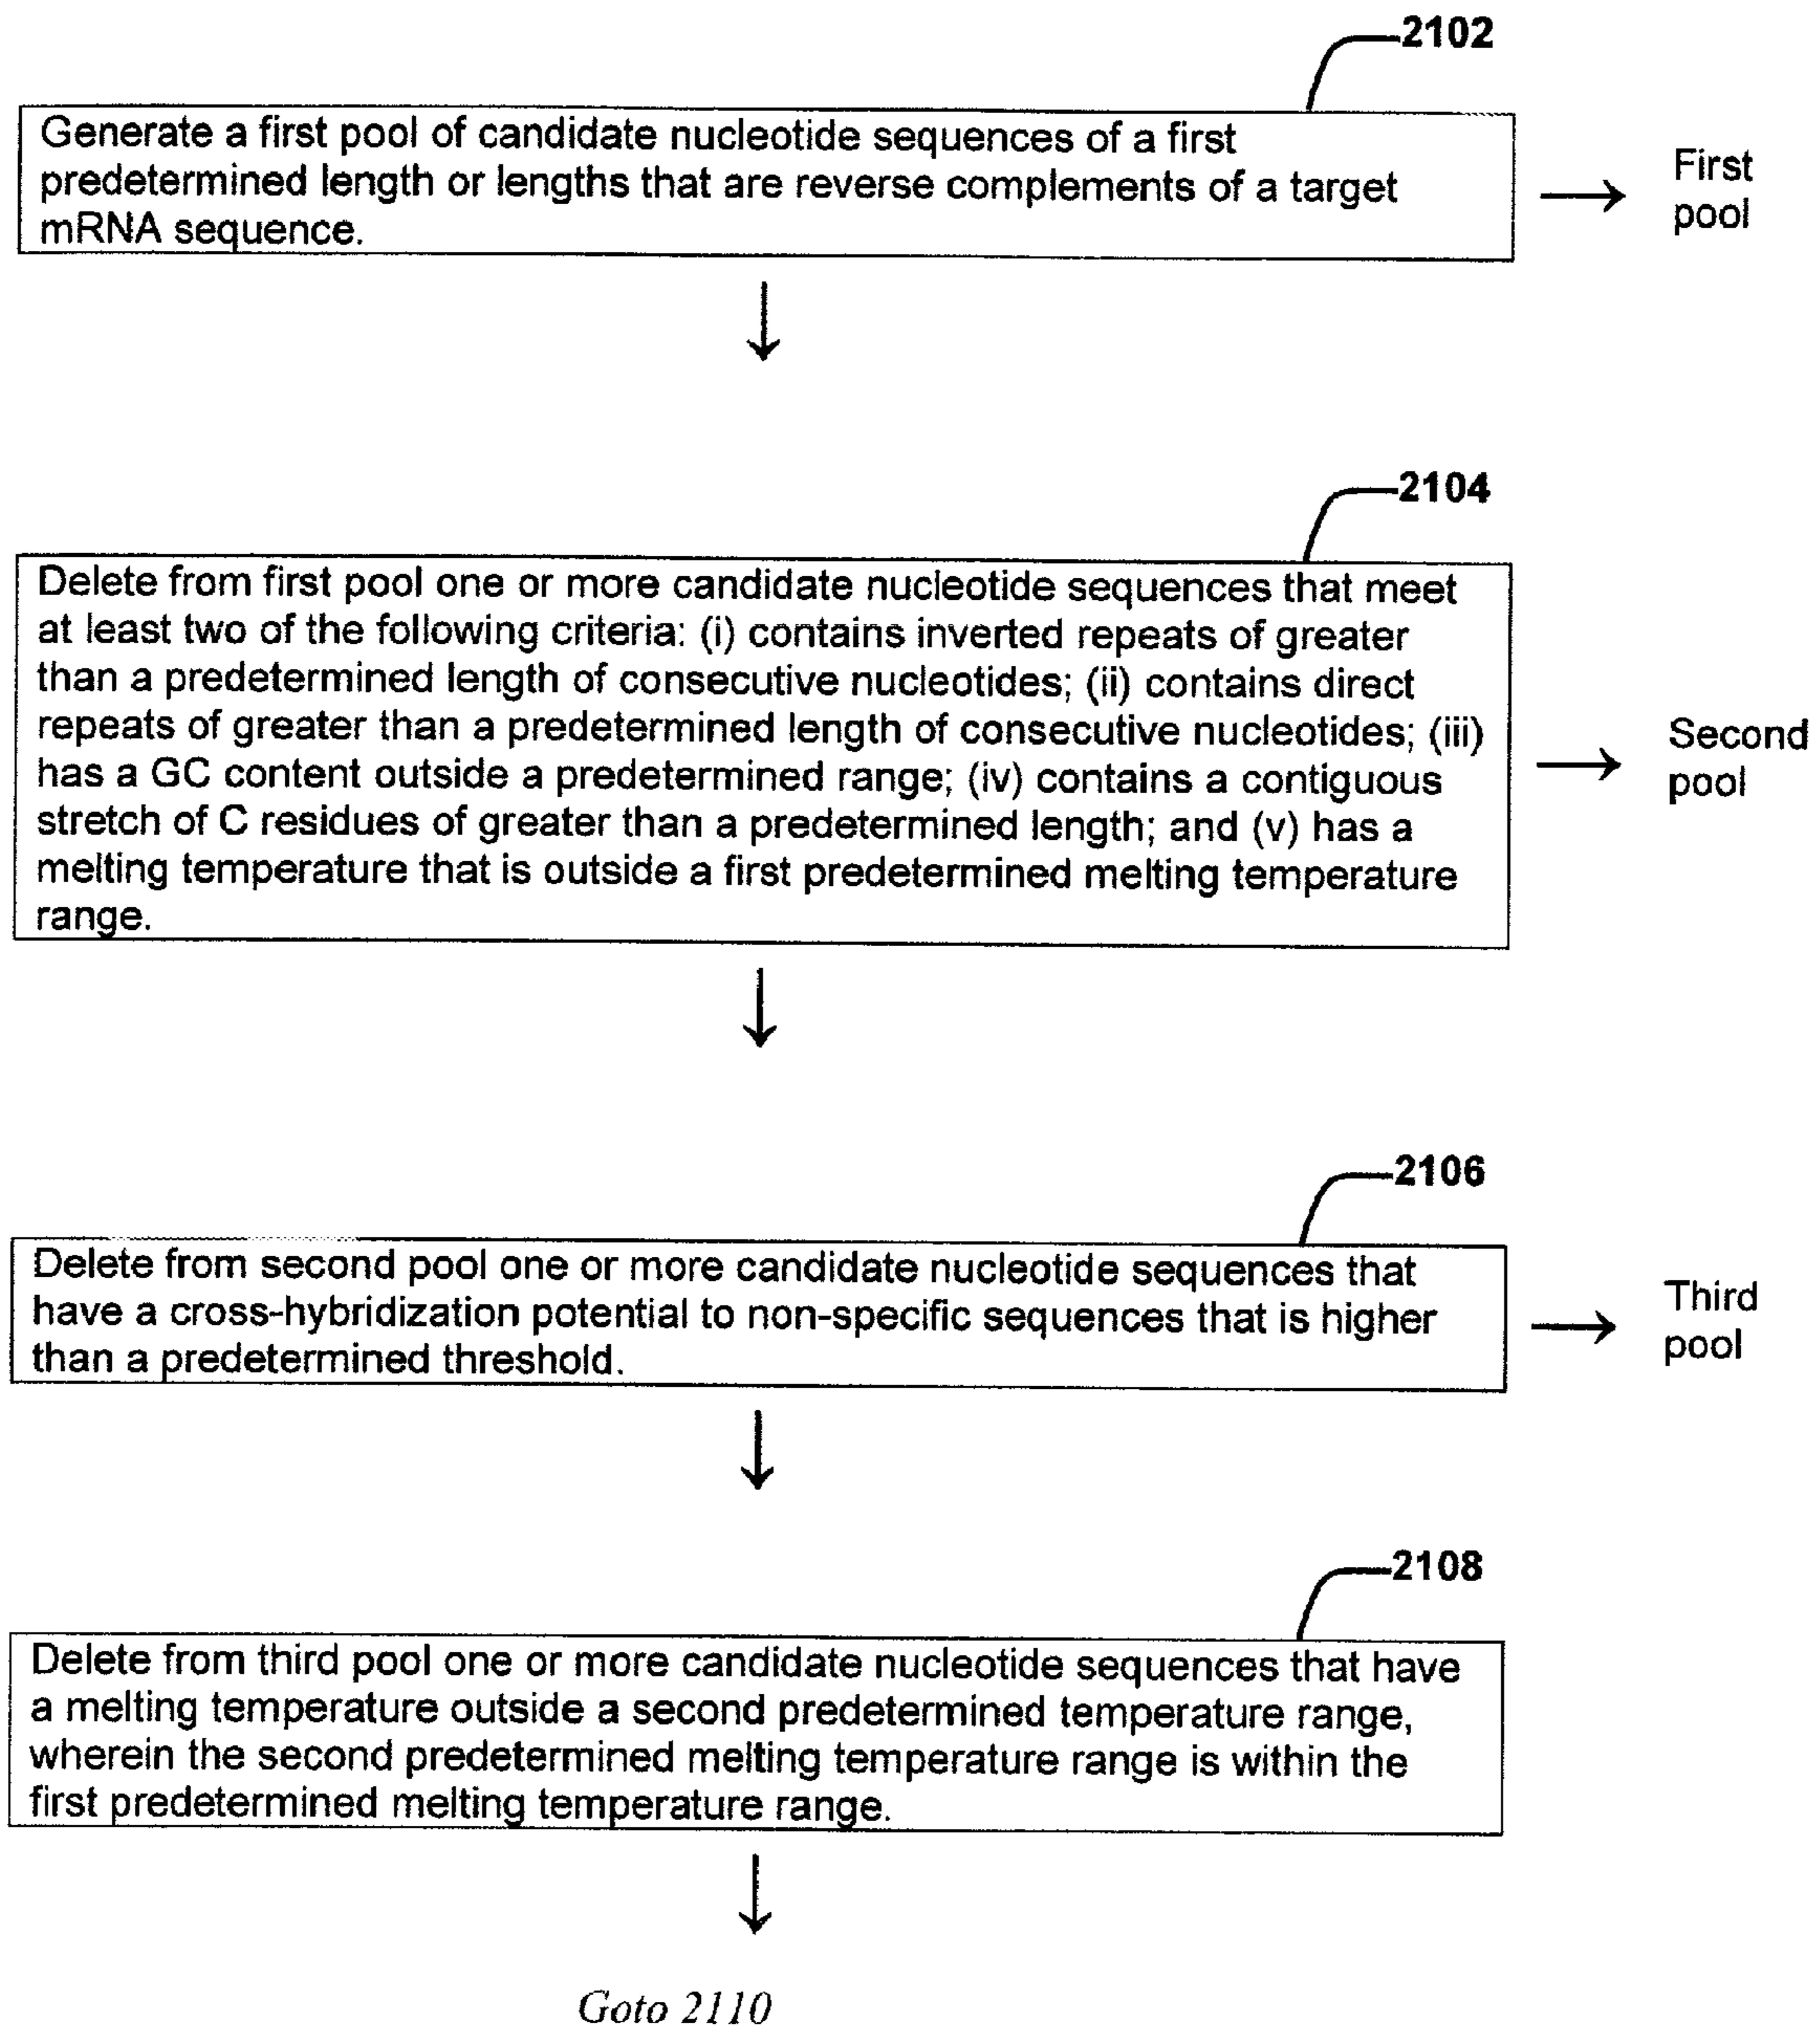 2102
Generate a first pool of candidate nucleotide sequences of a first
predetermined length or lengths that are reverse complements of a target
mRNA sequence.
First
pool
2104
Delete from first pool one or more candidate nucleotide sequences that meet
at least two of the following criteria: (i) contains inverted repeats of greater
than a predetermined length of consecutive nucleotides; (ii) contains direct
repeats of greater than a predetermined length of consecutive nucleotides; (iii)
has a GC content outside a predetermined range; (iv) contains a contiguous
stretch of C residues of greater than a predetermined length; and (v) has a
melting temperature that is outside a first predetermined melting temperature
range.
Second
pool
2106
Delete from second pool one or more candidate nucleotide sequences that
have a cross-hybridization potential to non-specific sequences that is higher
than a predetermined threshold.
Third
pool
2108
Delete from third pool one or more candidate nucleotide sequences that have
a melting temperature outside a second predetermined temperature range,
wherein the second predetermined melting temperature range is within the
first predetermined melting temperature range.
Goto 2110